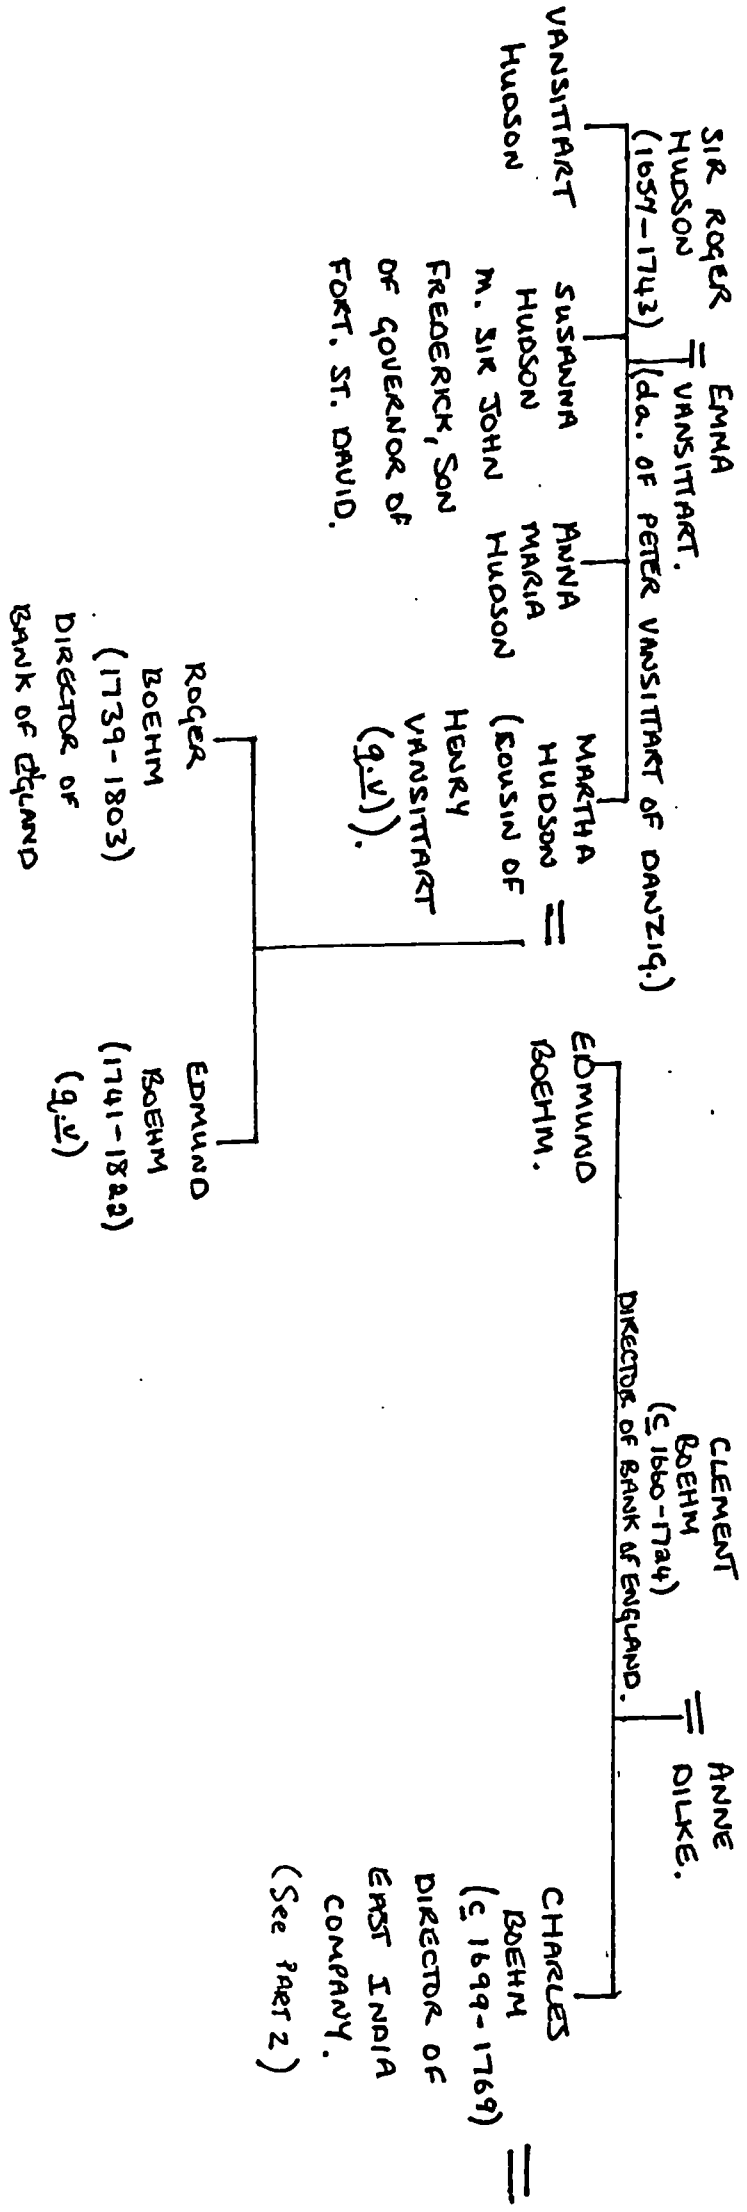 SIR ROGER
HUDSON
(1657-1743)
=
EMMA
VANSITTART.
(da. OF PETER VANSITTART OF DANZIG.)
CLEMENT
BOEHM
(c 1660-1724)
DIRECTOR OF BANK OF ENGLAND.
=
ANNE
DILKE.
VANSITTART
HUDSON
SUSANNA
HUDSON
M. SIR JOHN
FREDERICK, SON
OF GOVERNOR OF
FORT. ST. DAVID.
ANNA
MARIA
HUDSON
MARTHA
HUDSON
(COUSIN OF
HENRY
VANSITTART
(q.v)).
=
EDMUND
BOEHM.
CHARLES
BOEHM
(c 1699-1769)
DIRECTOR OF
EAST INDIA
COMPANY.
(See PART 2)
=
ROGER
BOEHM
(1739-1803)
DIRECTOR OF
BANK OF ENGLAND
EDMUND
BOEHM
(1741-1822)
(q.v)